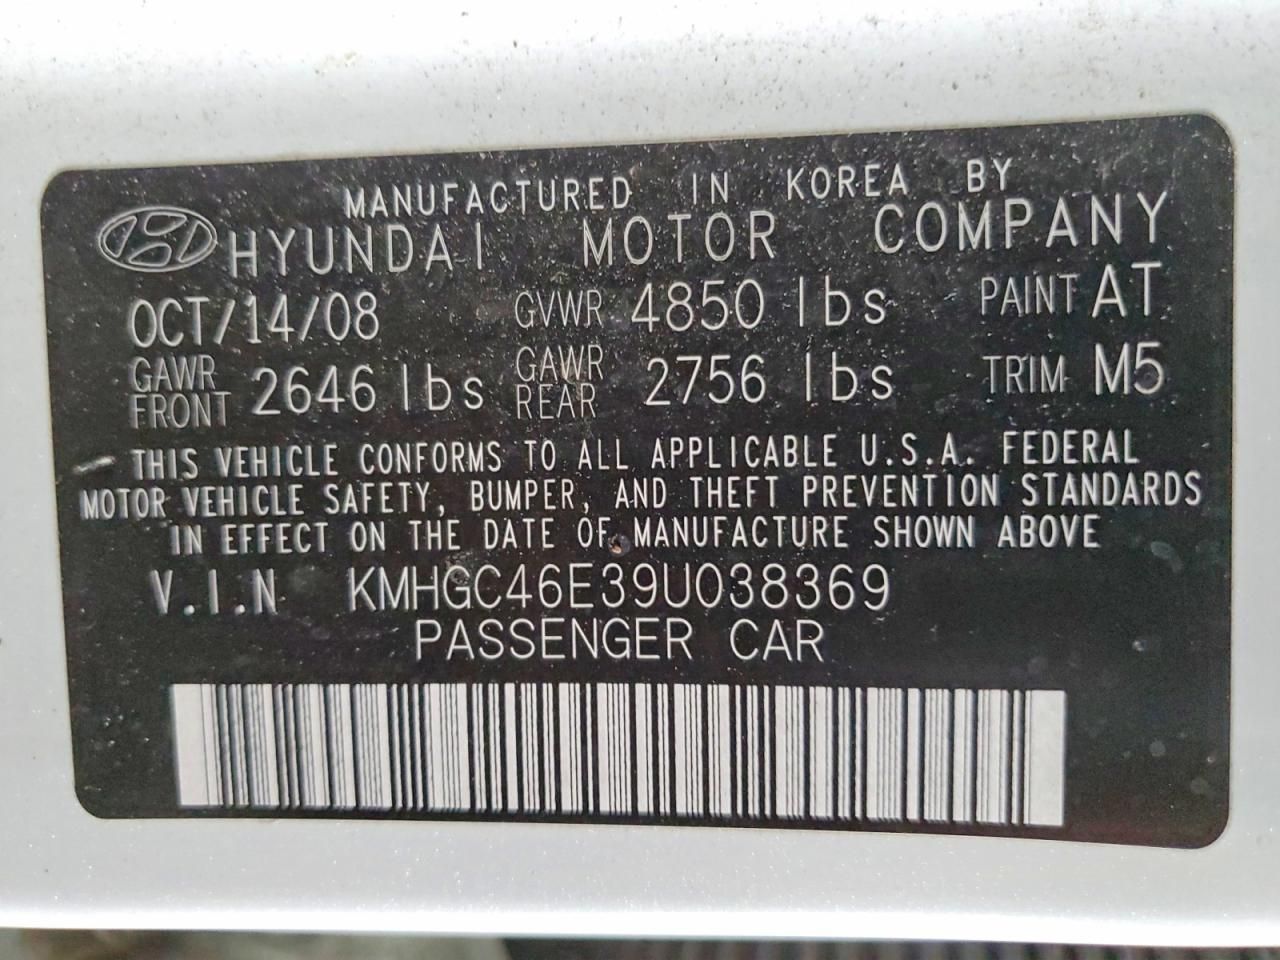 MANUFACTURED IN KOREA BY
HYUNDAI MOTOR COMPANY
OCT/14/08 GVWR 4850 lbs PAINT AT
GAWR FRONT 2646 lbs GAWR REAR 2756 lbs TRIM M5
THIS VEHICLE CONFORMS TO ALL APPLICABLE U.S.A. FEDERAL
MOTOR VEHICLE SAFETY, BUMPER, AND THEFT PREVENTION STANDARDS
IN EFFECT ON THE DATE OF MANUFACTURE SHOWN ABOVE
V.I.N KMHGC46E39U038369
PASSENGER CAR